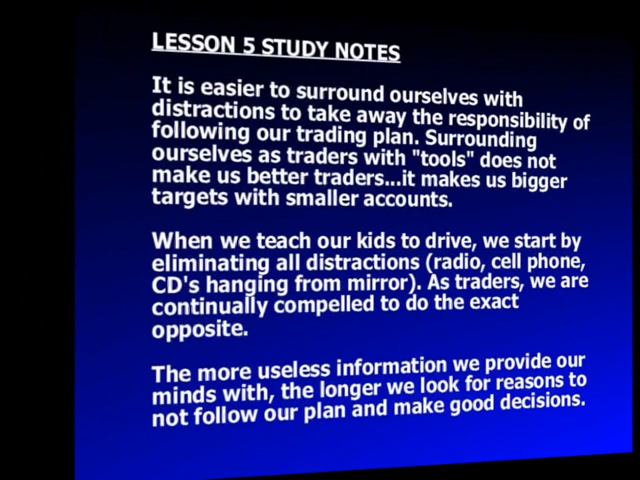 LESSON 5 STUDY NOTES
It is easier to surround ourselves with
distractions to take away the responsibility of
following our trading plan. Surrounding
ourselves as traders with "tools" does not
make us better traders...it makes us bigger
targets with smaller accounts.
When we teach our kids to drive, we start by
eliminating all distractions (radio, cell phone,
CD's hanging from mirror). As traders, we are
continually compelled to do the exact
opposite.
The more useless information we provide our
minds with, the longer we look for reasons to
not follow our plan and make good decisions.